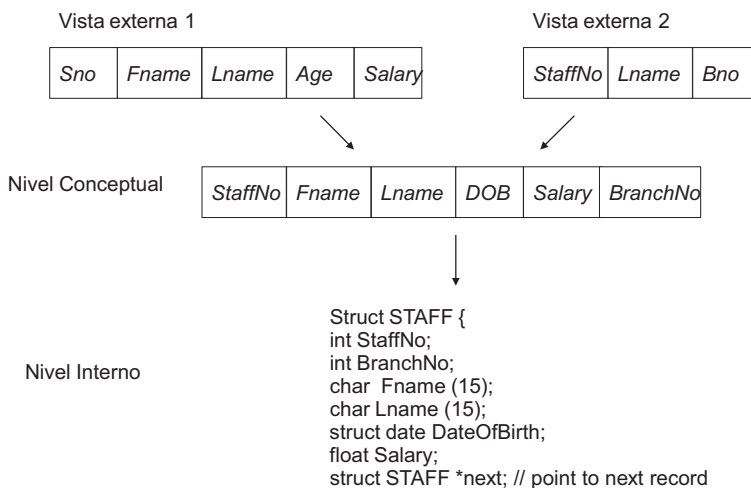 Vista externa 1
Vista externa 2
Sno Fname Lname Age Salary
StaffNo Lname Bno
Nivel Conceptual
StaffNo Fname Lname DOB Salary BranchNo
Nivel Interno
Struct STAFF {
int StaffNo;
int BranchNo;
char Fname (15);
char Lname (15);
struct date DateOfBirth;
float Salary;
struct STAFF *next; // point to next record